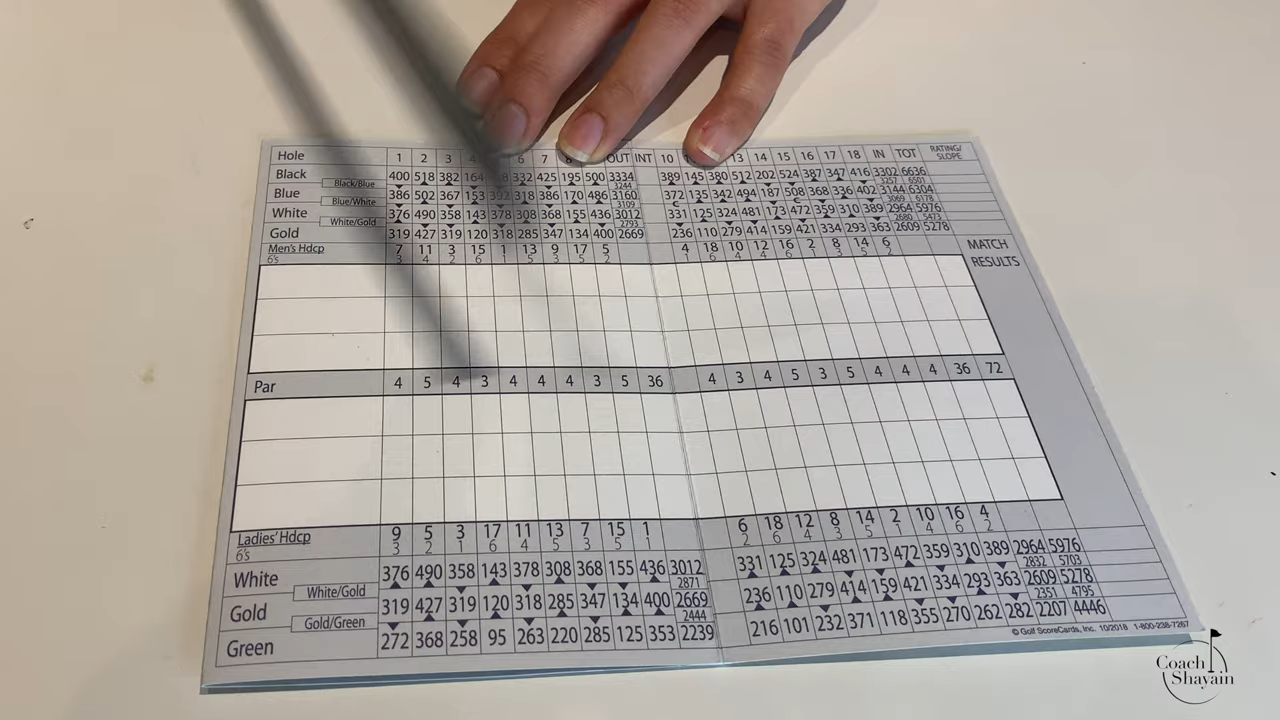 Hole 1 2 3 4 6 7 8 OUT INT 10 13 14 15 16 17 18 IN TOT RATING/ SLOPE
Black 400 518 382 164 332 425 195 500 3334 389 145 380 512 202 524 387 347 416 3302 6636
Black/Blue 3244 3257 6501
Blue 386 502 367 153 392 318 386 170 486 3160 372 135 342 494 187 508 368 336 402 3144 6304
Blue/White 3109 3069 6178
White 376 490 358 143 378 308 368 155 436 3012 331 125 324 481 173 472 359 310 389 2964 5976
White/Gold 2793 2680 5473
Gold 319 427 319 120 318 285 347 134 400 2669 236 110 279 414 159 421 334 293 363 2609 5278
Men's Hdcp 7 11 3 15 1 13 9 17 5 4 18 10 12 16 2 8 14 6 MATCH
6's 3 4 2 6 1 5 3 5 2 1 6 4 4 6 1 3 5 2 RESULTS
Par 4 5 4 3 4 4 4 3 5 36 4 3 4 5 3 5 4 4 4 36 72
Ladies' Hdcp 9 5 3 17 11 13 7 15 1 6 18 12 8 14 2 10 16 4
6's 3 2 1 6 4 5 3 5 1 2 6 4 3 5 1 4 6 2
White 376 490 358 143 378 308 368 155 436 3012 331 125 324 481 173 472 359 310 389 2964 5976
White/Gold 2871 2832 5703
Gold 319 427 319 120 318 285 347 134 400 2669 236 110 279 414 159 421 334 293 363 2609 5278
Gold/Green 2444 2351 4795
Green 272 368 258 95 263 220 285 125 353 2239 216 101 232 371 118 355 270 262 282 2207 4446
© Golf ScoreCards, Inc. 10/2018 1-800-238-7267
Coach
Shayain